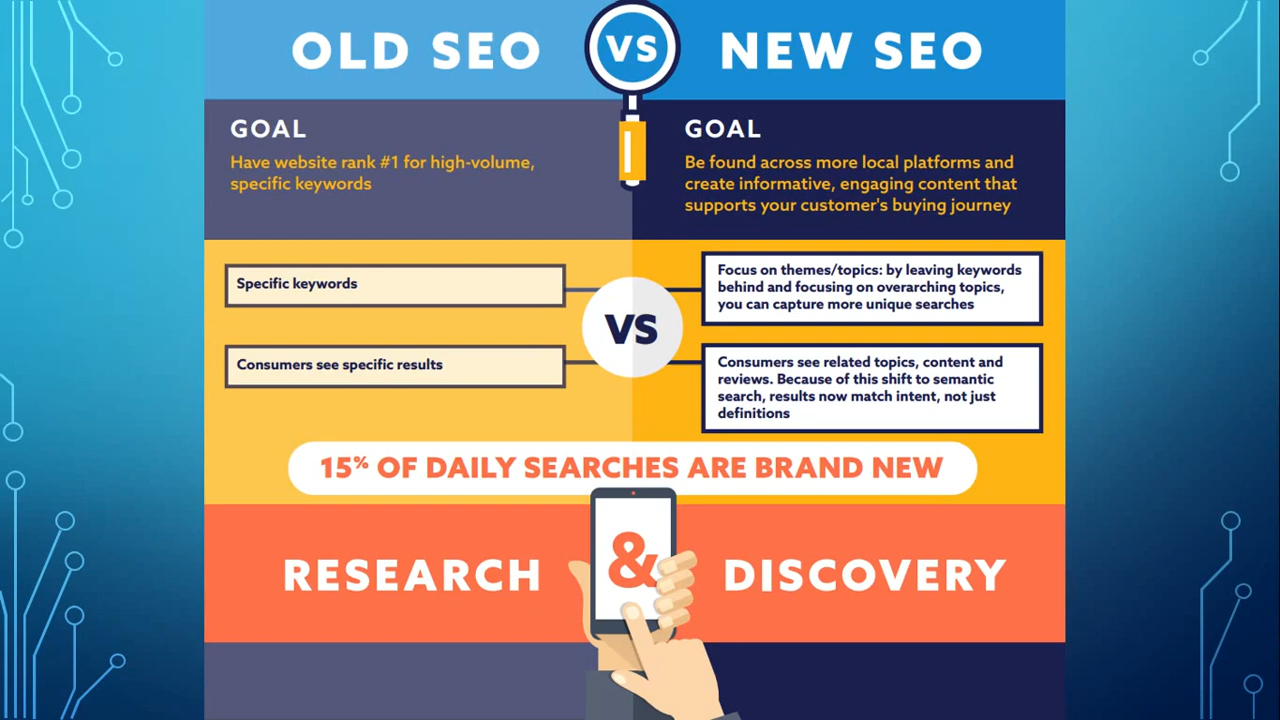 OLD SEO VS NEW SEO
GOAL
Have website rank #1 for high-volume,
specific keywords
GOAL
Be found across more local platforms and
create informative, engaging content that
supports your customer's buying journey
Specific keywords
VS
Focus on themes/topics: by leaving keywords
behind and focusing on overarching topics,
you can capture more unique searches
Consumers see specific results
Consumers see related topics, content and
reviews. Because of this shift to semantic
search, results now match intent, not just
definitions
15% OF DAILY SEARCHES ARE BRAND NEW
RESEARCH & DISCOVERY